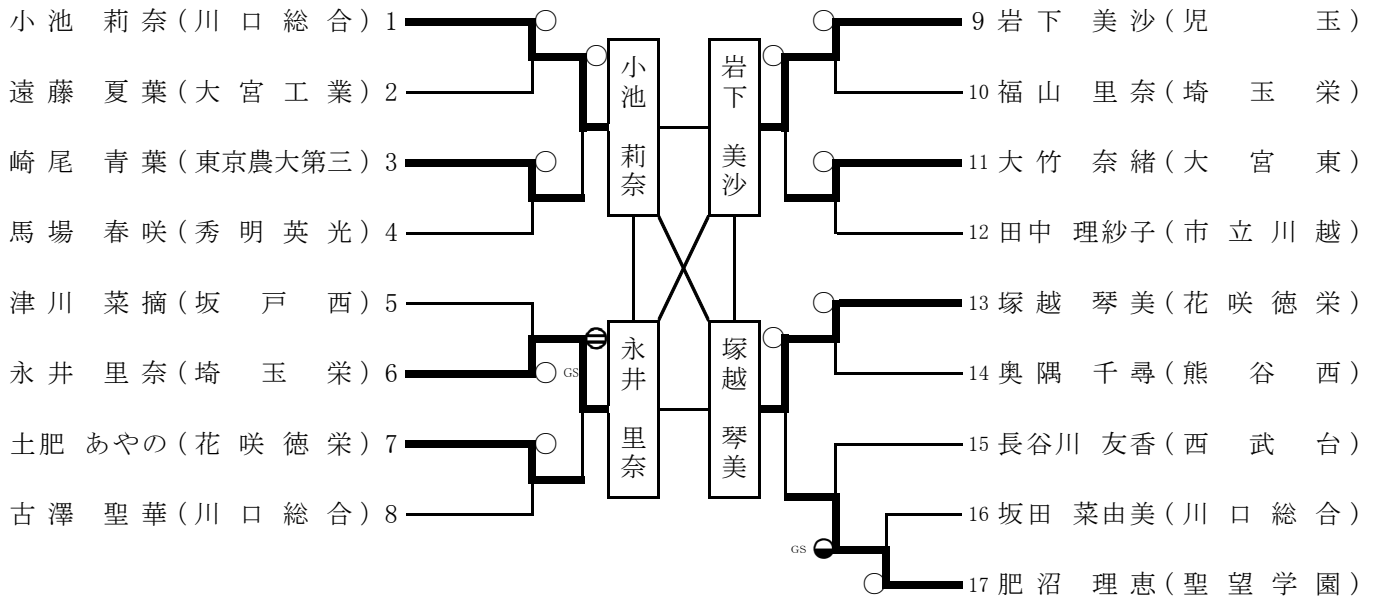 小池 莉奈(川口総合)1
遠藤 夏葉(大宮工業)2
崎尾 青葉(東京農大第三)3
馬場 春咲(秀明英光)4
津川 菜摘(坂戸西)5
永井 里奈(埼玉栄)6
GS
土肥 あやの(花咲徳栄)7
古澤 聖華(川口総合)8
小池 莉奈
岩下 美沙
永井 里奈
塚越 琴美
9 岩下 美沙(児玉)
10 福山 里奈(埼玉栄)
11 大竹 奈緒(大宮東)
12 田中 理紗子(市立川越)
13 塚越 琴美(花咲徳栄)
14 奥隅 千尋(熊谷西)
15 長谷川 友香(西武台)
16 坂田 菜由美(川口総合)
GS
17 肥沼 理恵(聖望学園)